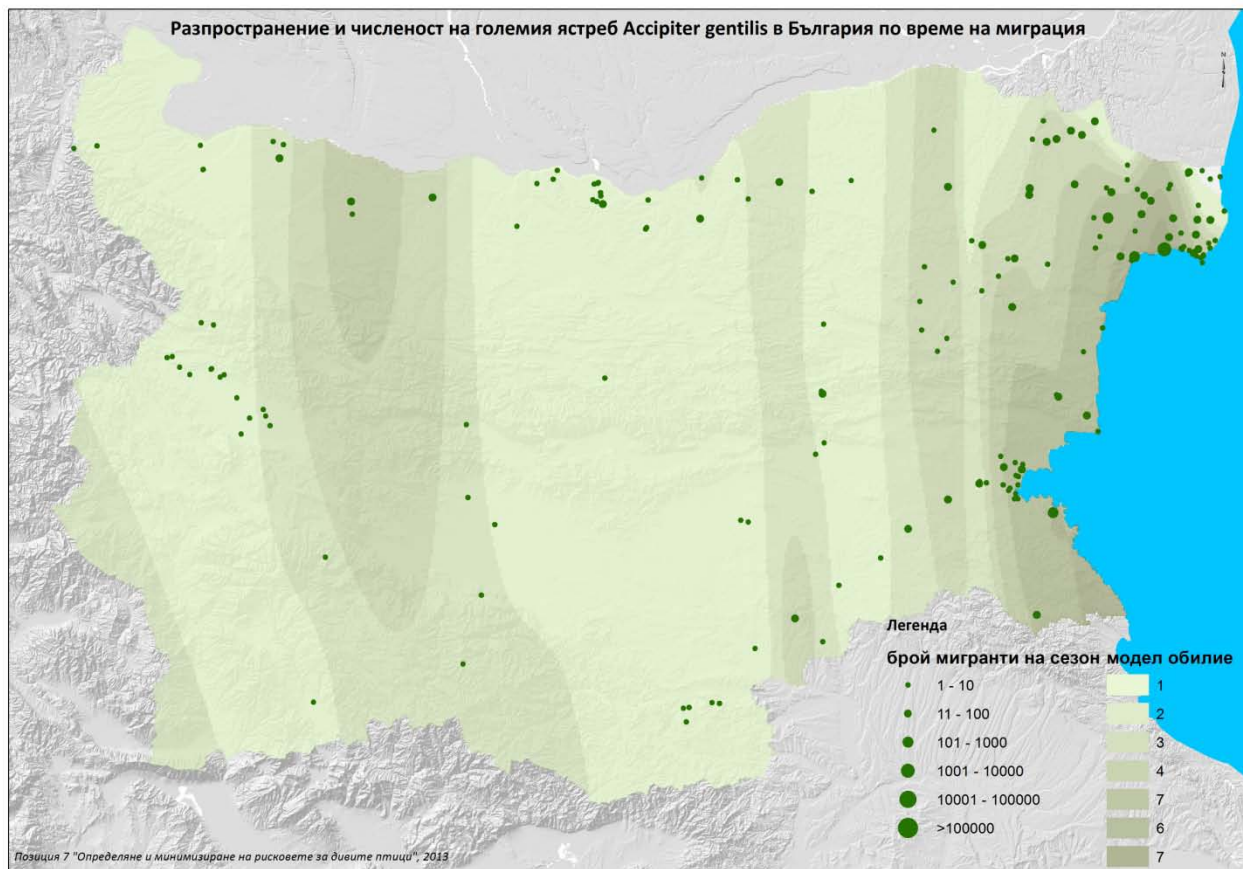 Разпространение и численост на големия ястреб Accipiter gentilis в България по време на миграция
N
Легенда
брой мигранти на сезон модел обилие
1 - 10 1
11 - 100 2
101 - 1000 3
1001 - 10000 4
10001 - 100000 7
>100000 6
7
Позиция 7 "Определяне и минимизиране на рисковете за дивите птици", 2013